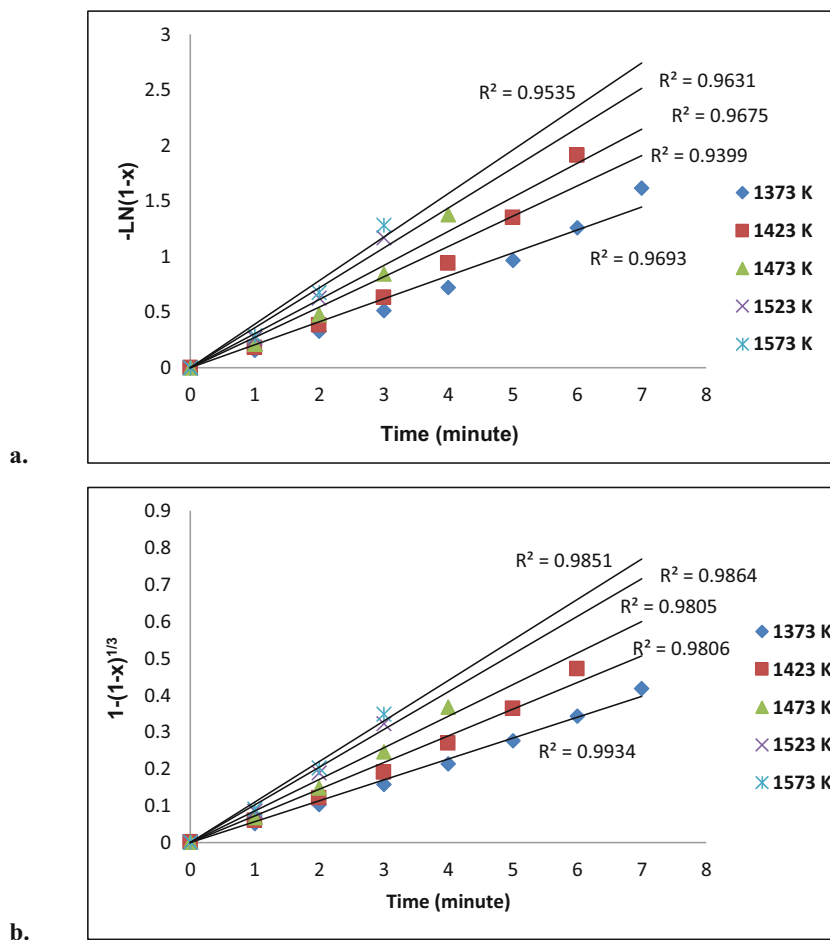 3
2.5
2
1.5
1
0.5
0
-LN(1-x)
R² = 0.9535
R² = 0.9631
R² = 0.9675
R² = 0.9399
R² = 0.9693
1373 K
1423 K
1473 K
1523 K
1573 K
0 1 2 3 4 5 6 7 8
Time (minute)
a.
0.9
0.8
0.7
0.6
0.5
0.4
0.3
0.2
0.1
0
1-(1-x)^1/3
R² = 0.9851
R² = 0.9864
R² = 0.9805
R² = 0.9806
R² = 0.9934
1373 K
1423 K
1473 K
1523 K
1573 K
0 1 2 3 4 5 6 7 8
Time (minute)
b.